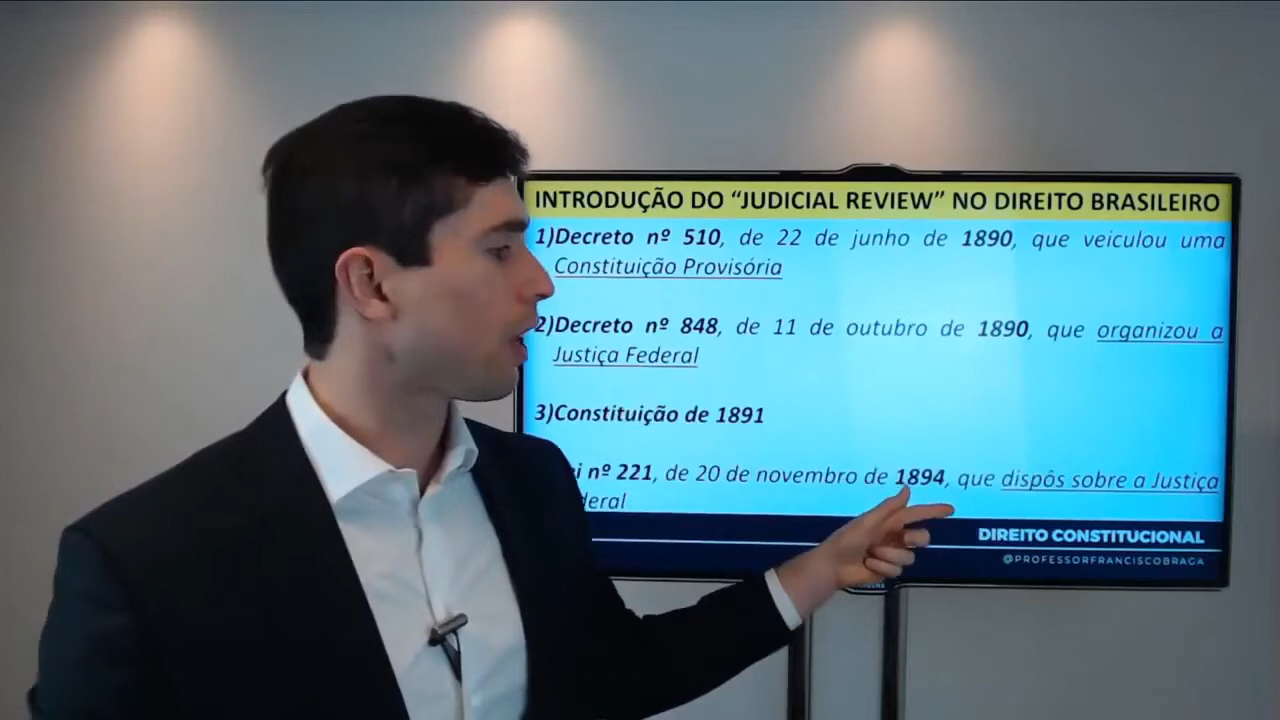 INTRODUÇÃO DO “JUDICIAL REVIEW” NO DIREITO BRASILEIRO
1)Decreto nº 510, de 22 de junho de 1890, que veiculou uma
Constituição Provisória
2)Decreto nº 848, de 11 de outubro de 1890, que organizou a
Justiça Federal
3)Constituição de 1891
ei nº 221, de 20 de novembro de 1894, que dispôs sobre a Justiça
deral
DIREITO CONSTITUCIONAL
@PROFESSORFRANCISCOBRAGA